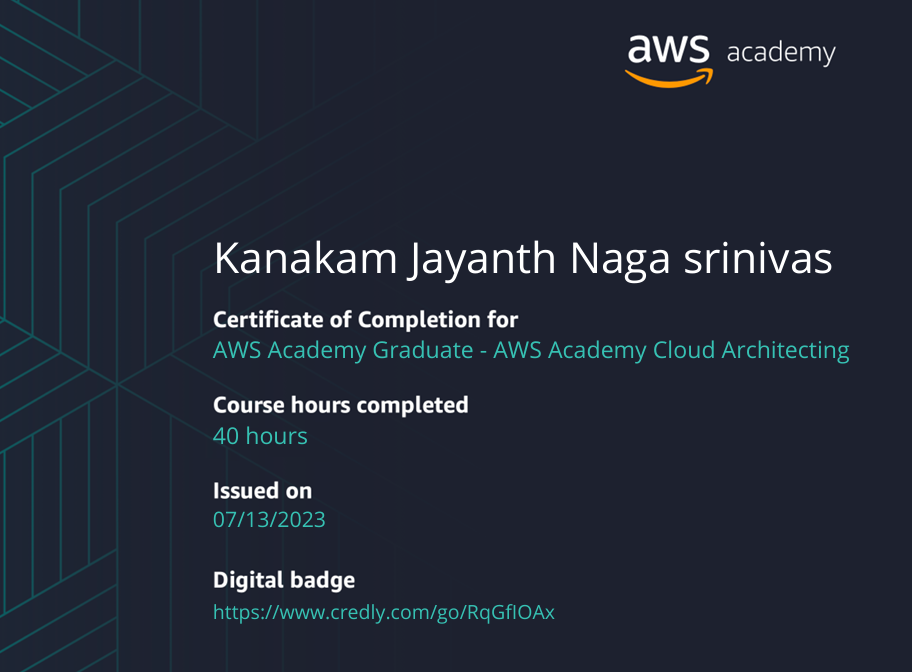 aws academy
Kanakam Jayanth Naga srinivas
Certificate of Completion for
AWS Academy Graduate - AWS Academy Cloud Architecting
Course hours completed
40 hours
Issued on
07/13/2023
Digital badge
https://www.credly.com/go/RqGfIOAx